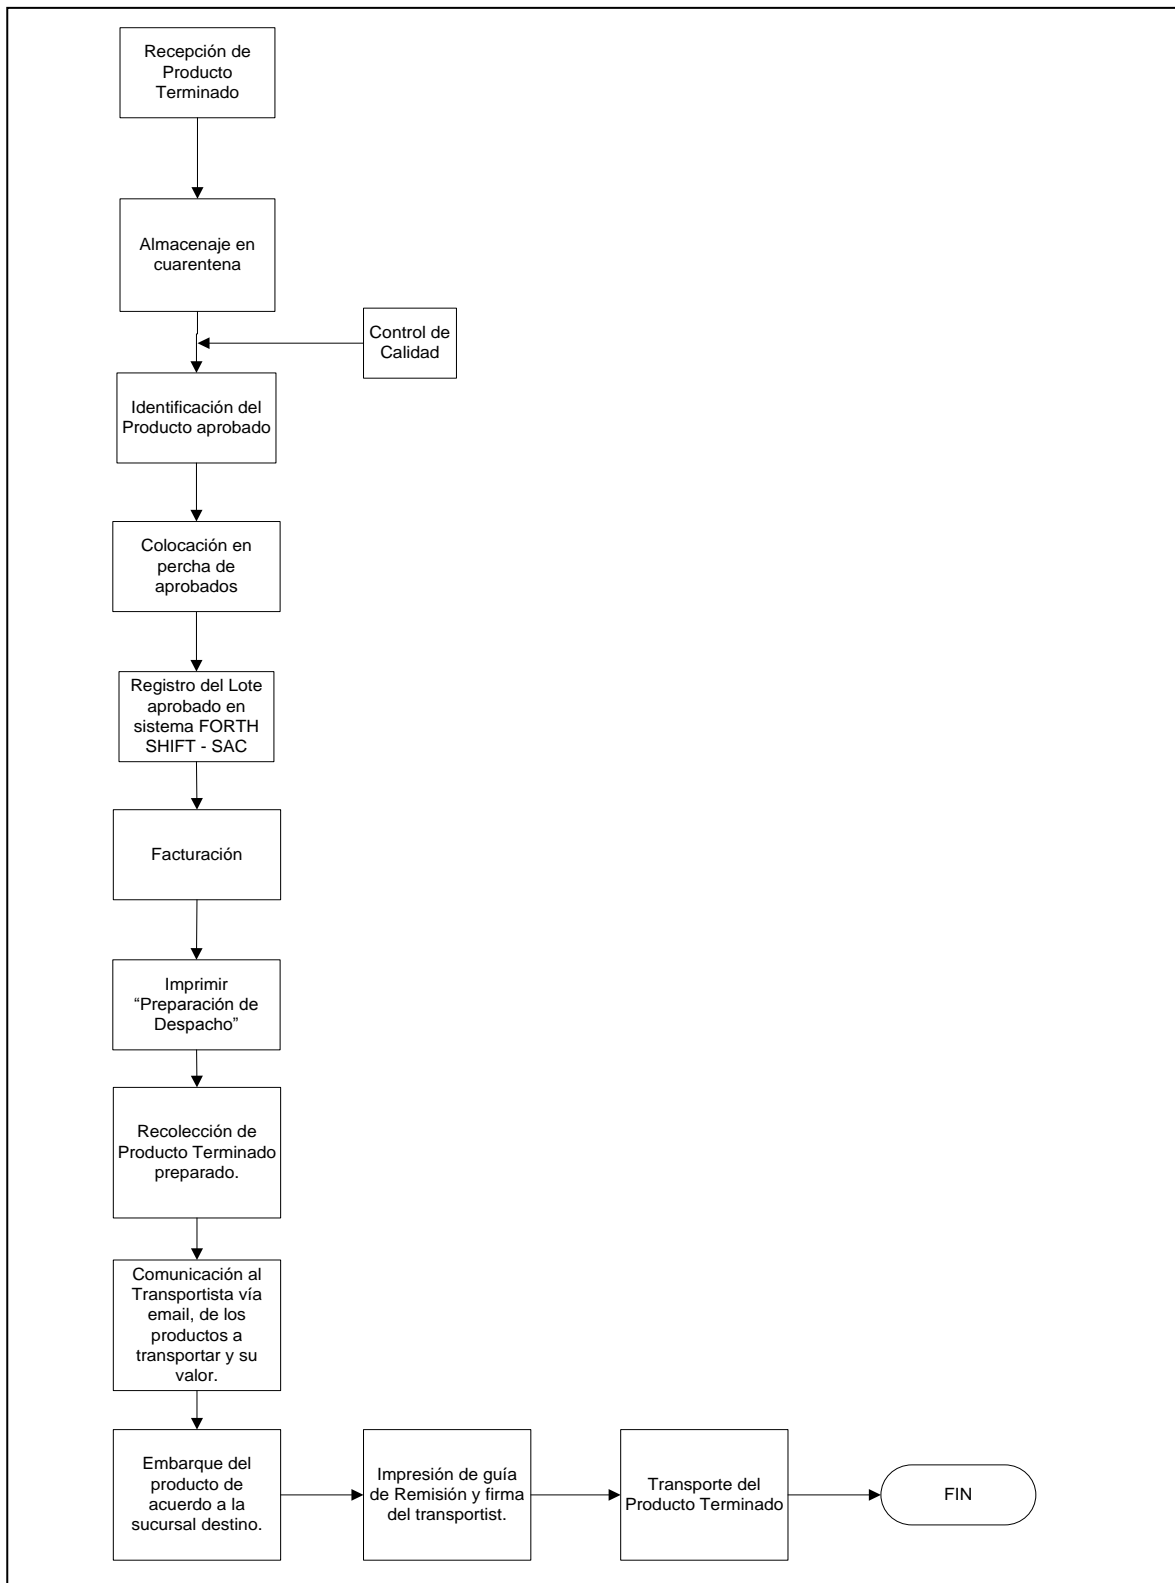 Recepción de
Producto
Terminado
Almacenaje en
cuarentena
Control de
Calidad
Identificación del
Producto aprobado
Colocación en
percha de
aprobados
Registro del Lote
aprobado en
sistema FORTH
SHIFT - SAC
Facturación
Imprimir
“Preparación de
Despacho”
Recolección de
Producto Terminado
preparado.
Comunicación al
Transportista vía
email, de los
productos a
transportar y su
valor.
Embarque del
producto de
acuerdo a la
sucursal destino.
Impresión de guía
de Remisión y firma
del transportist.
Transporte del
Producto Terminado
FIN